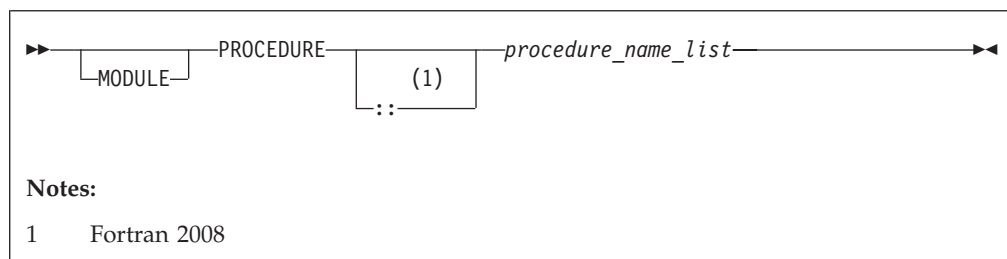 PROCEDURE procedure_name_list
MODULE (1)
::
Notes:
1 Fortran 2008